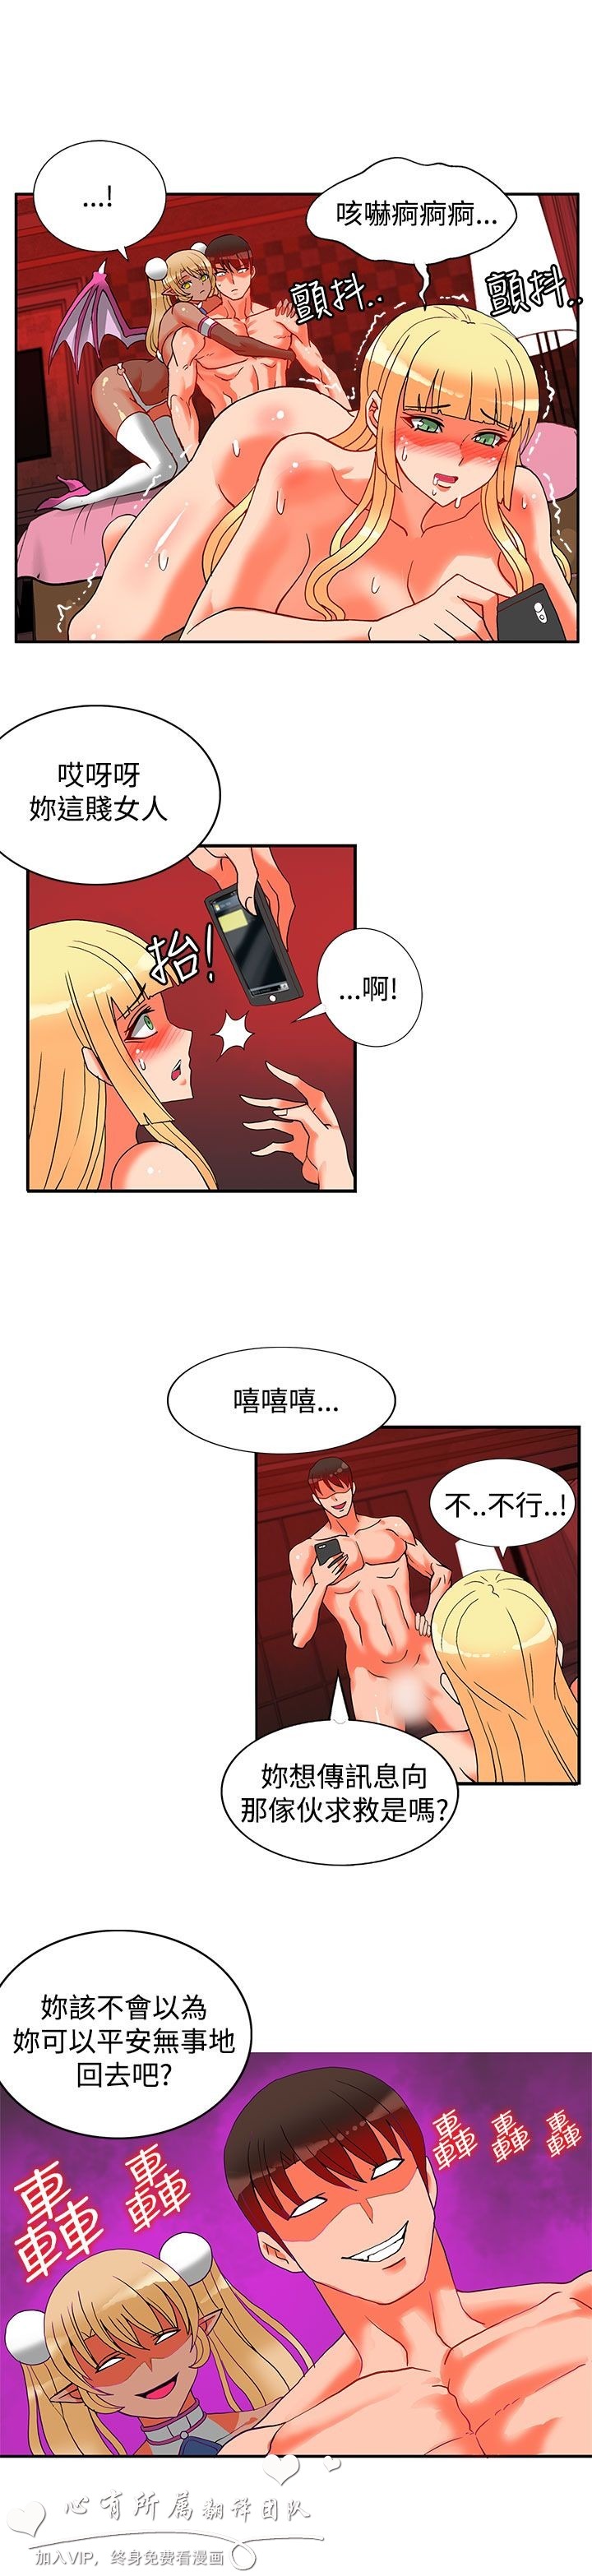 ...!
咳嚇痾痾痾...
顫抖..
顫抖..
哎呀呀
妳這賤女人
抬!
...啊!
嘻嘻嘻...
不..不行..!
妳想傳訊息向
那傢伙求救是嗎?
妳該不會以為
妳可以平安無事地
回去吧?
轟
轟
轟
轟
轟
心有所属翻译团队
加入VIP，终身免费看漫画